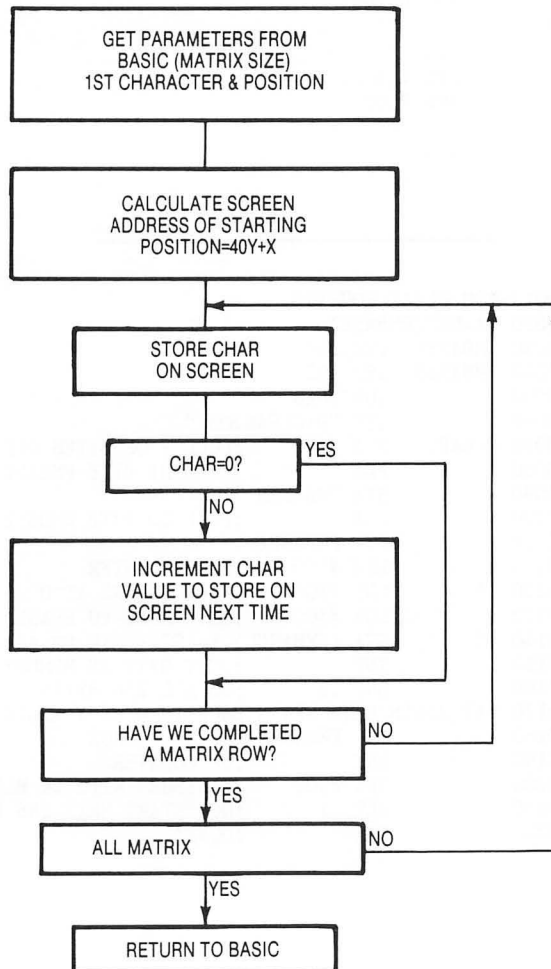 GET PARAMETERS FROM
BASIC (MATRIX SIZE)
1ST CHARACTER & POSITION
CALCULATE SCREEN
ADDRESS OF STARTING
POSITION=40Y+X
STORE CHAR
ON SCREEN
CHAR=0?
YES
NO
INCREMENT CHAR
VALUE TO STORE ON
SCREEN NEXT TIME
HAVE WE COMPLETED
A MATRIX ROW?
NO
YES
ALL MATRIX
NO
YES
RETURN TO BASIC